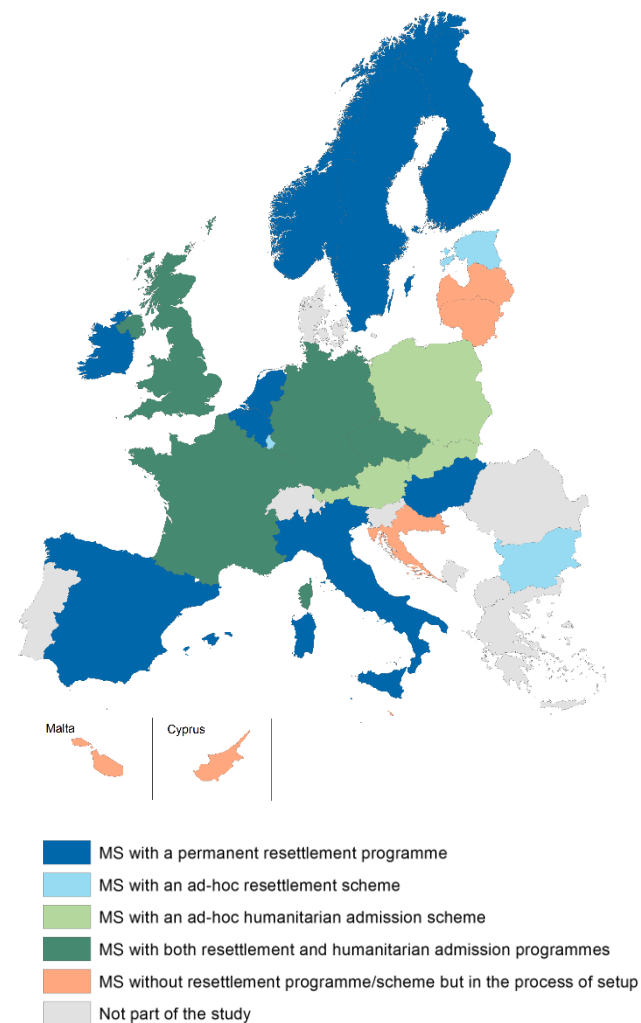 Malta
Cyprus
MS with a permanent resettlement programme
MS with an ad-hoc resettlement scheme
MS with an ad-hoc humanitarian admission scheme
MS with both resettlement and humanitarian admission programmes
MS without resettlement programme/scheme but in the process of setup
Not part of the study